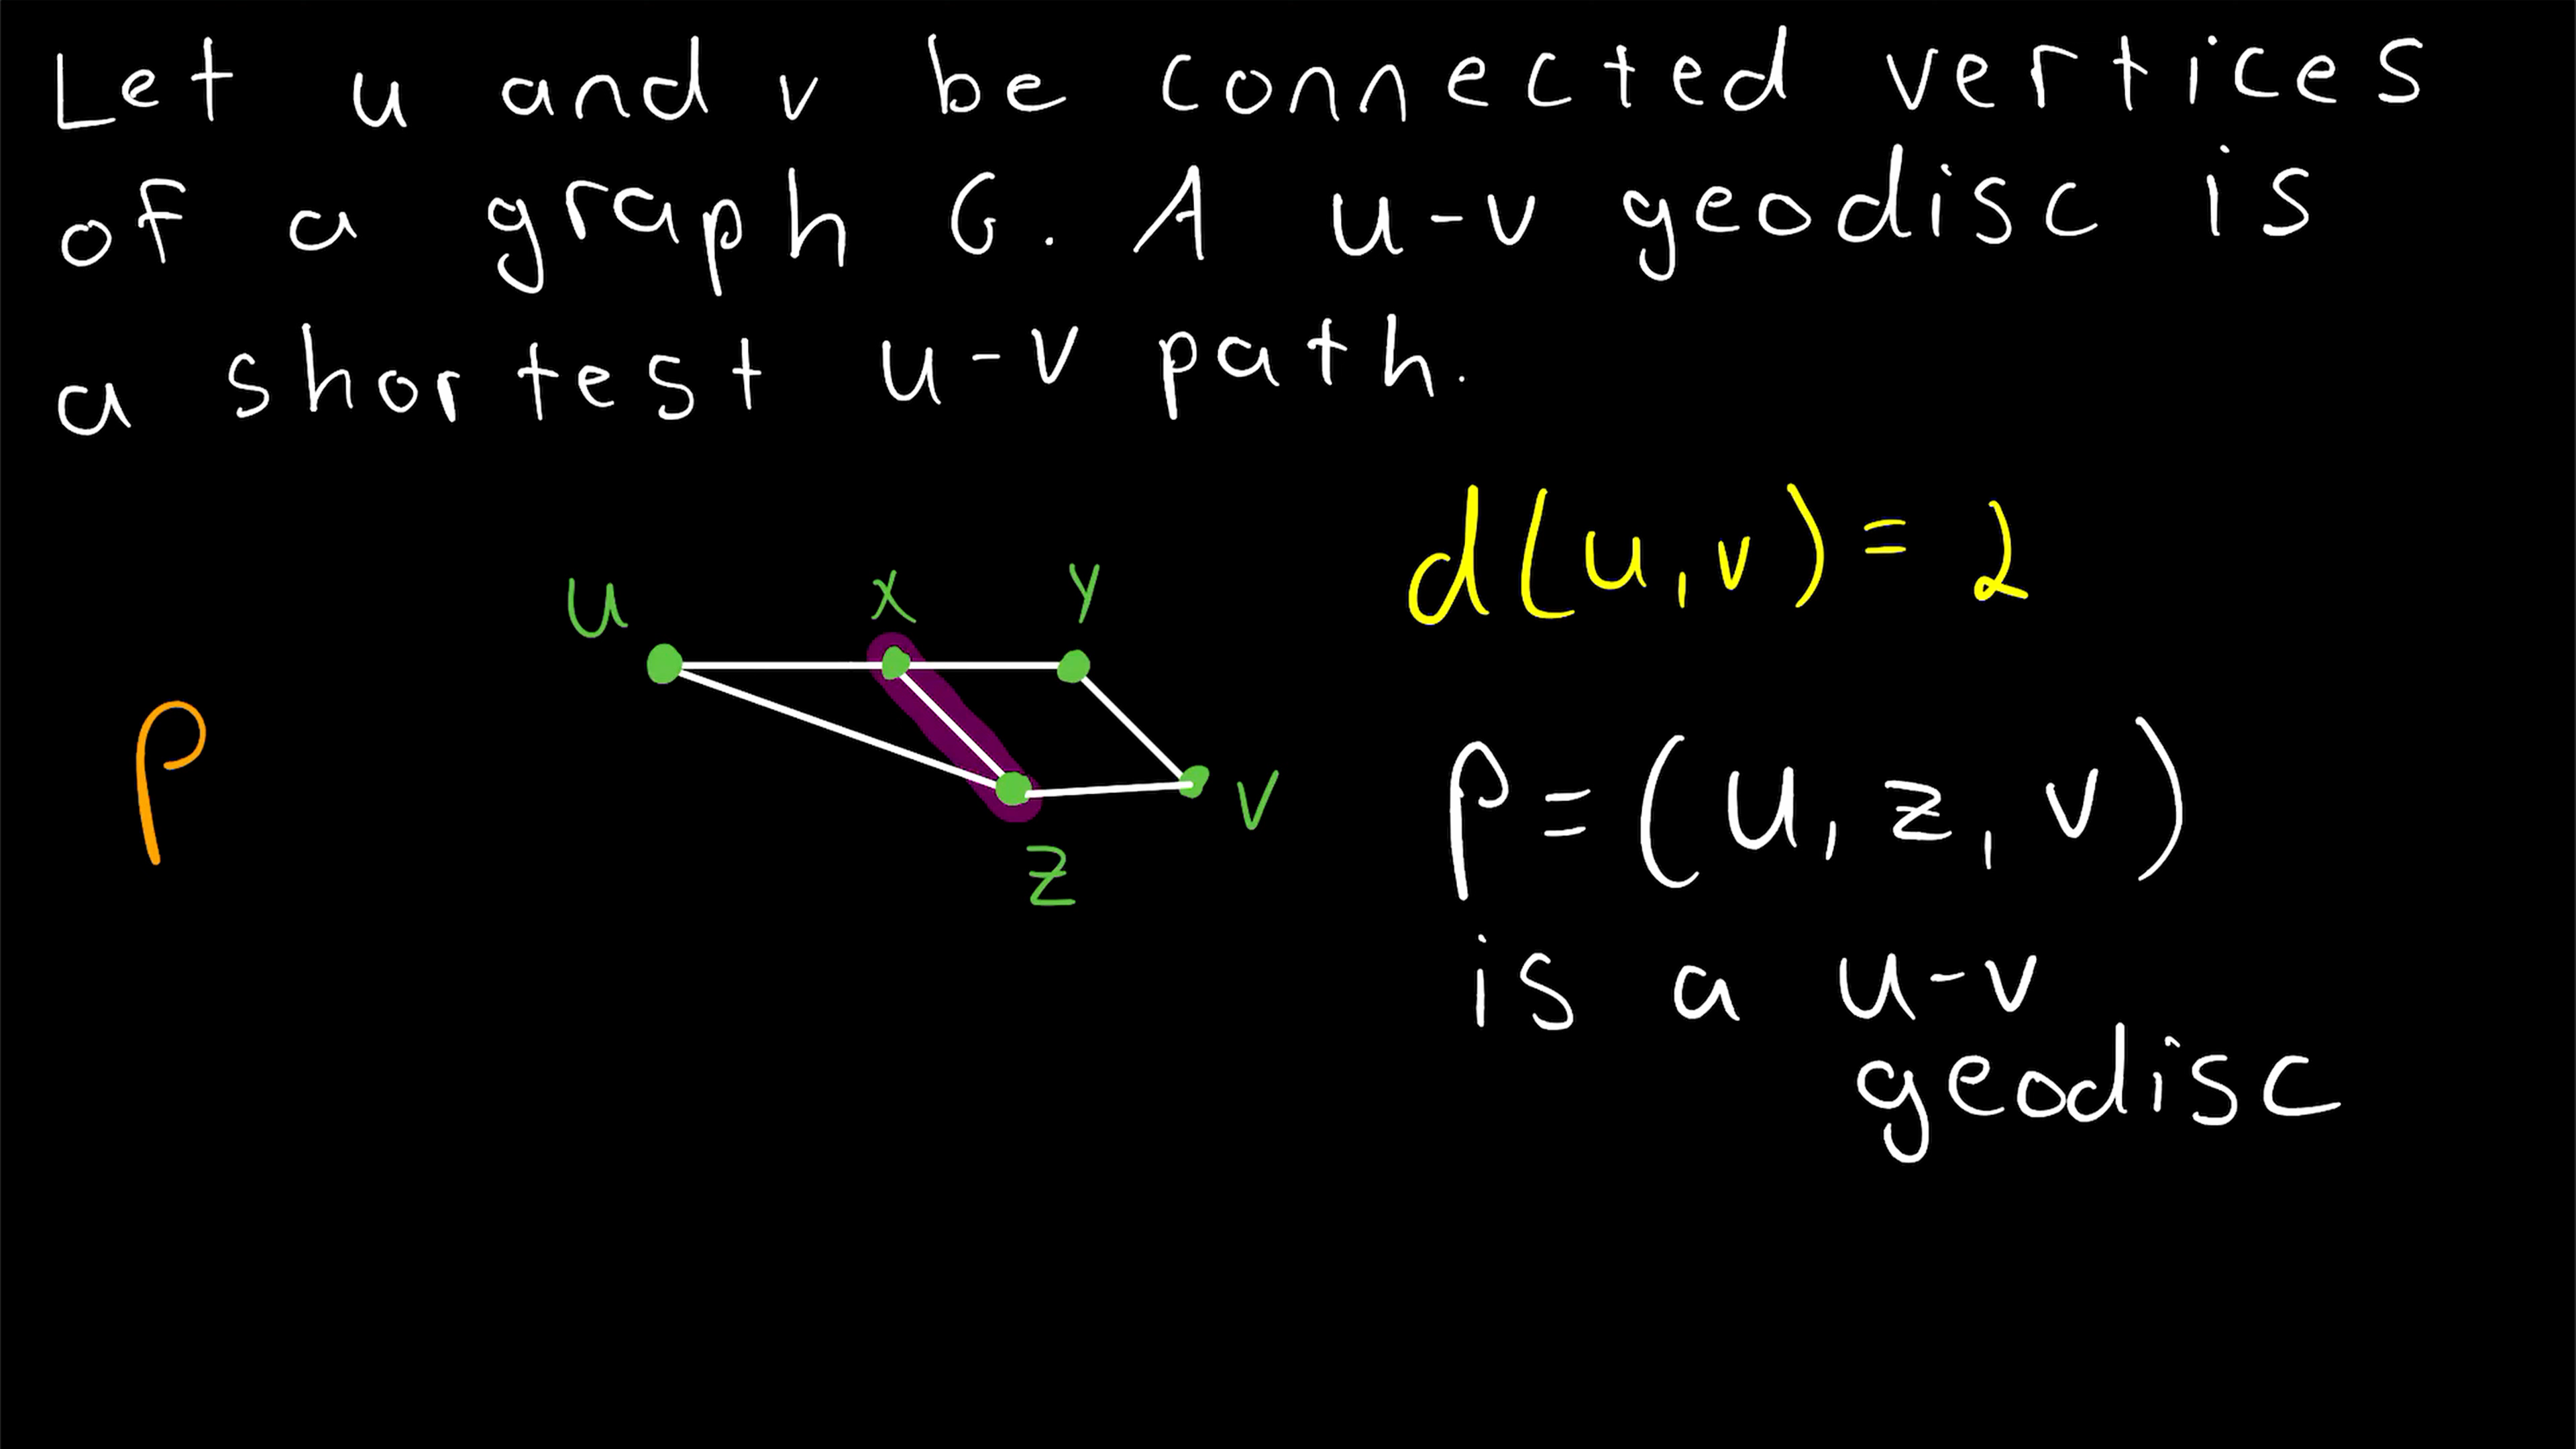 Let u and v be connected vertices
of a graph G. A u-v geodisc is
a shortest u-v path.
d(u,v) = 2
u x y
P
P = (u, z, v)
v
z
is a u-v
geodisc